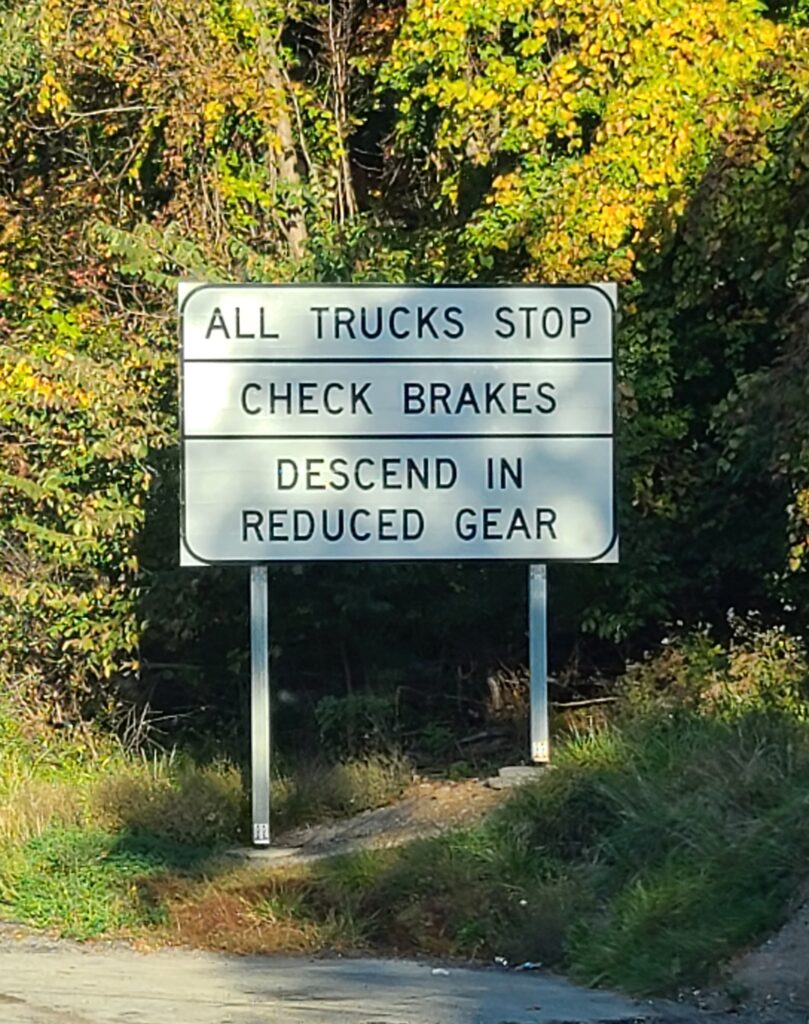 ALL TRUCKS STOP
CHECK BRAKES
DESCEND IN
REDUCED GEAR